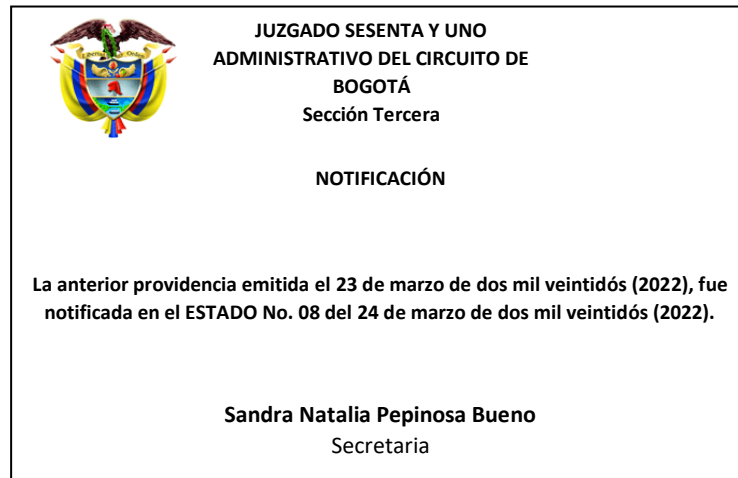 JUZGADO SESENTA Y UNO
ADMINISTRATIVO DEL CIRCUITO DE
BOGOTÁ
Sección Tercera
NOTIFICACIÓN
La anterior providencia emitida el 23 de marzo de dos mil veintidós (2022), fue
notificada en el ESTADO No. 08 del 24 de marzo de dos mil veintidós (2022).
Sandra Natalia Pepinosa Bueno
Secretaria